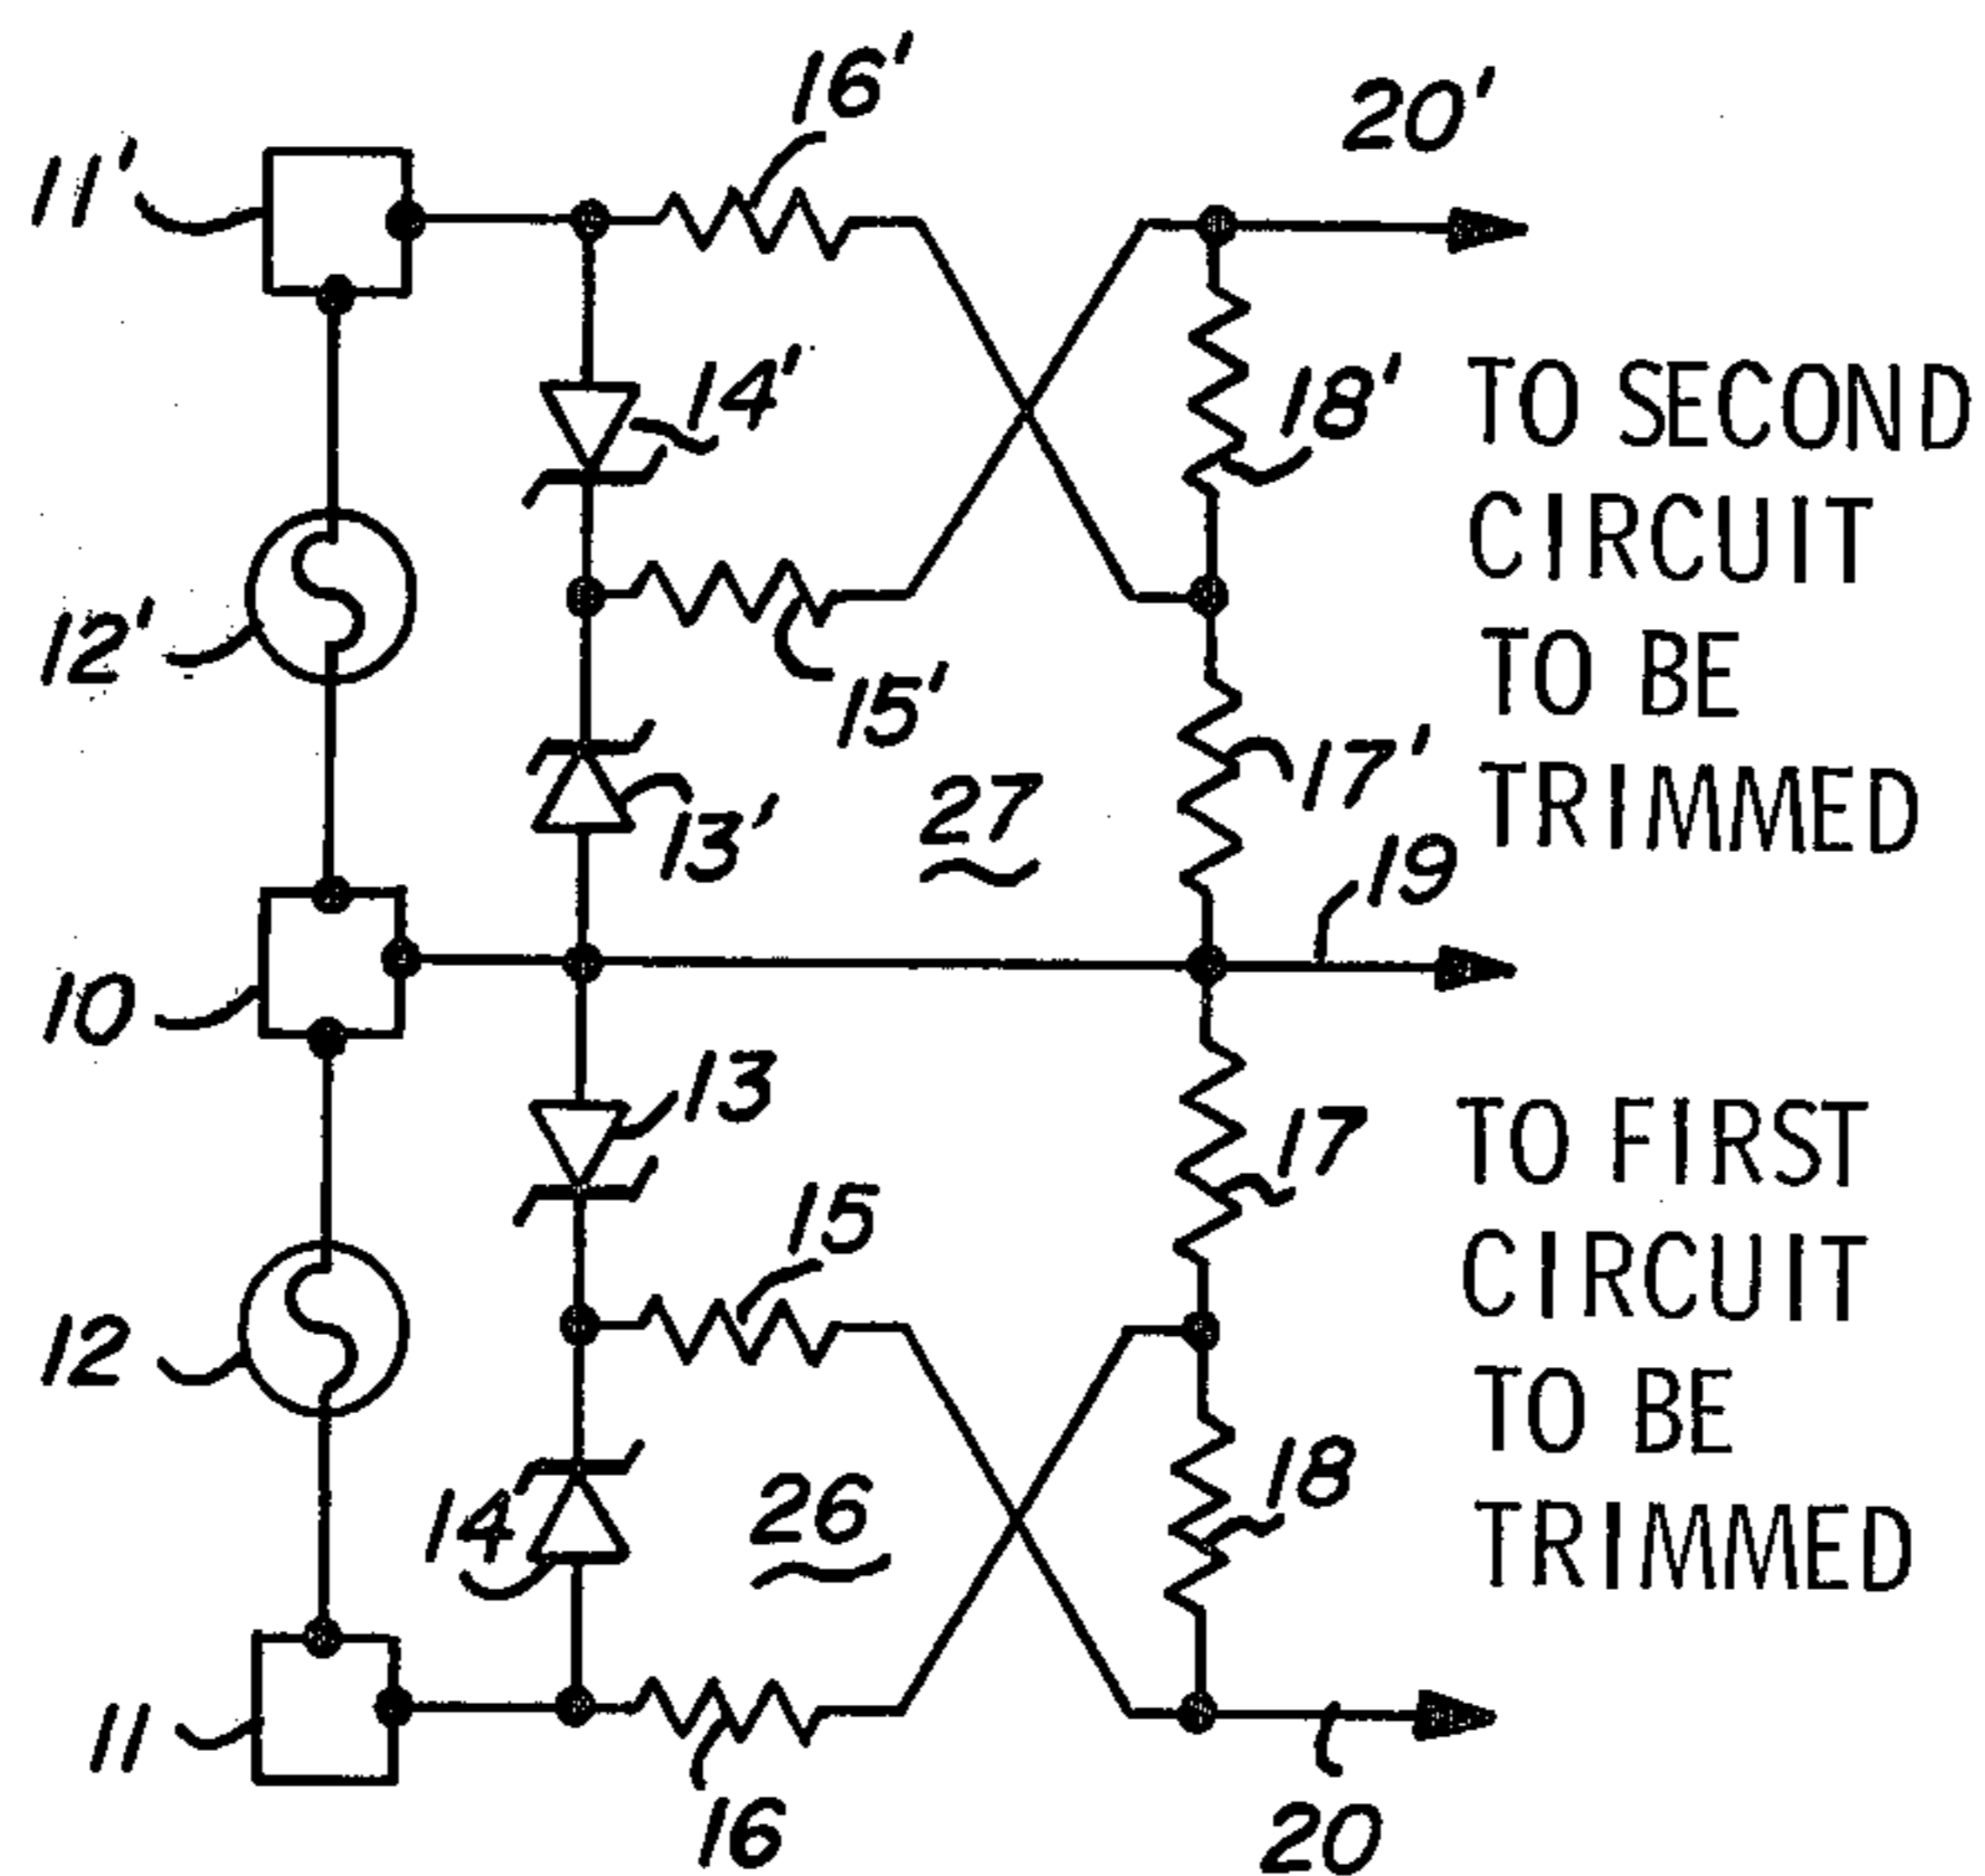 16'
20'
11'
14'
18'
TO SECOND
CIRCUIT
TO BE
TRIMMED
12'
15'
17'
13'
27
19
10
13
17
TO FIRST
CIRCUIT
TO BE
TRIMMED
15
12
18
14
26
11
16
20